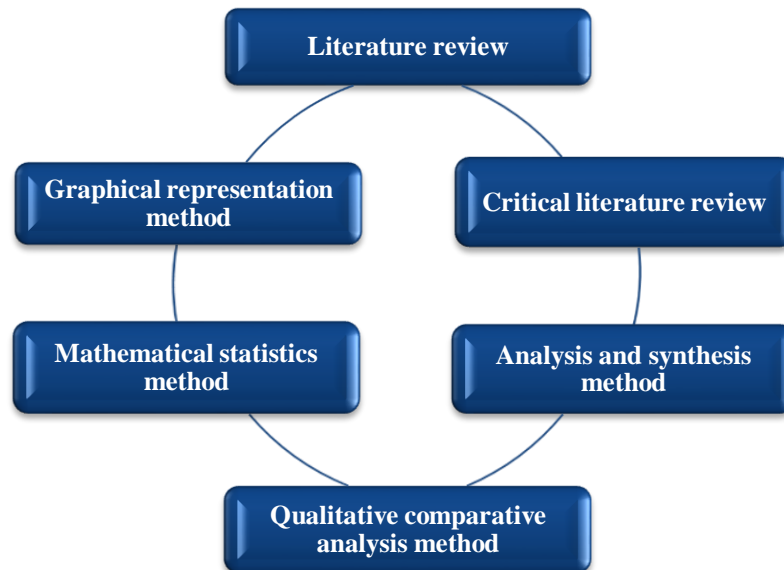 Literature review
Critical literature review
Analysis and synthesis
method
Qualitative comparative
analysis method
Mathematical statistics
method
Graphical representation
method